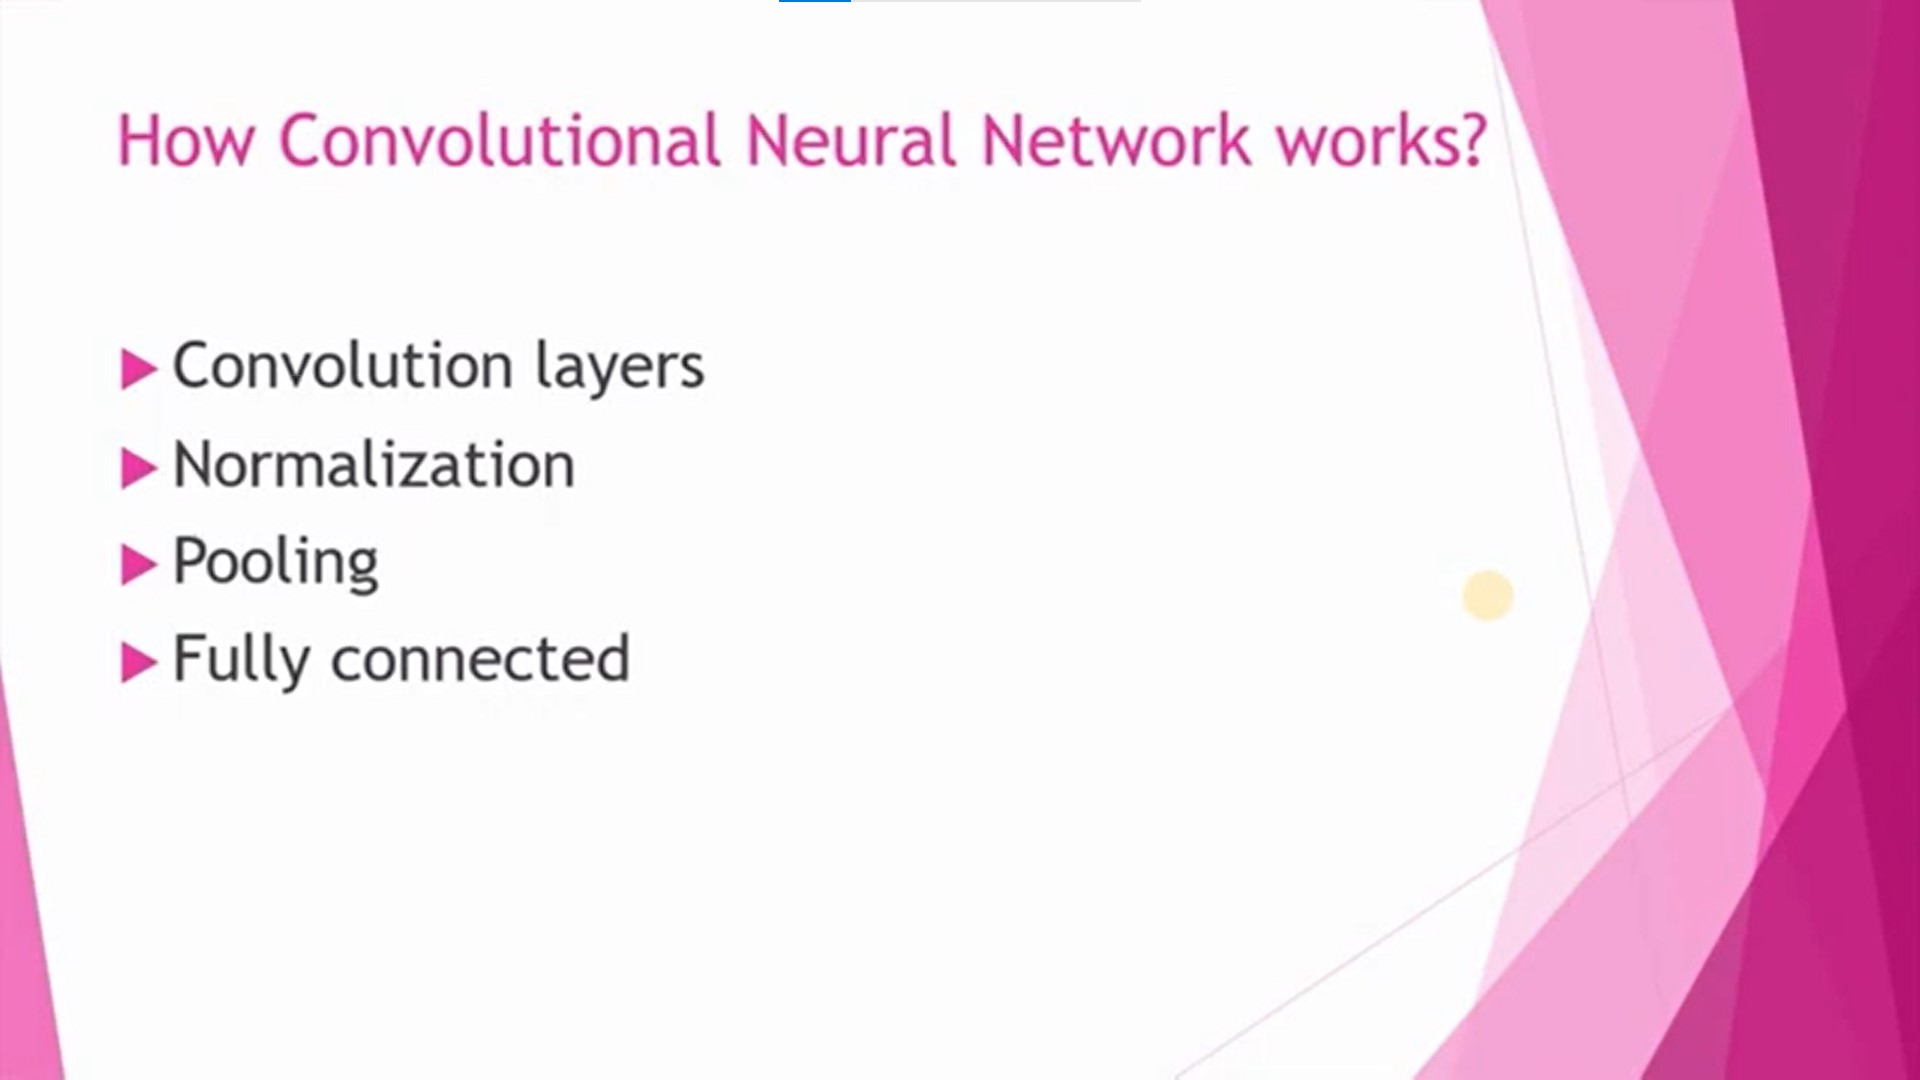 How Convolutional Neural Network works?
Convolution layers
Normalization
Pooling
Fully connected